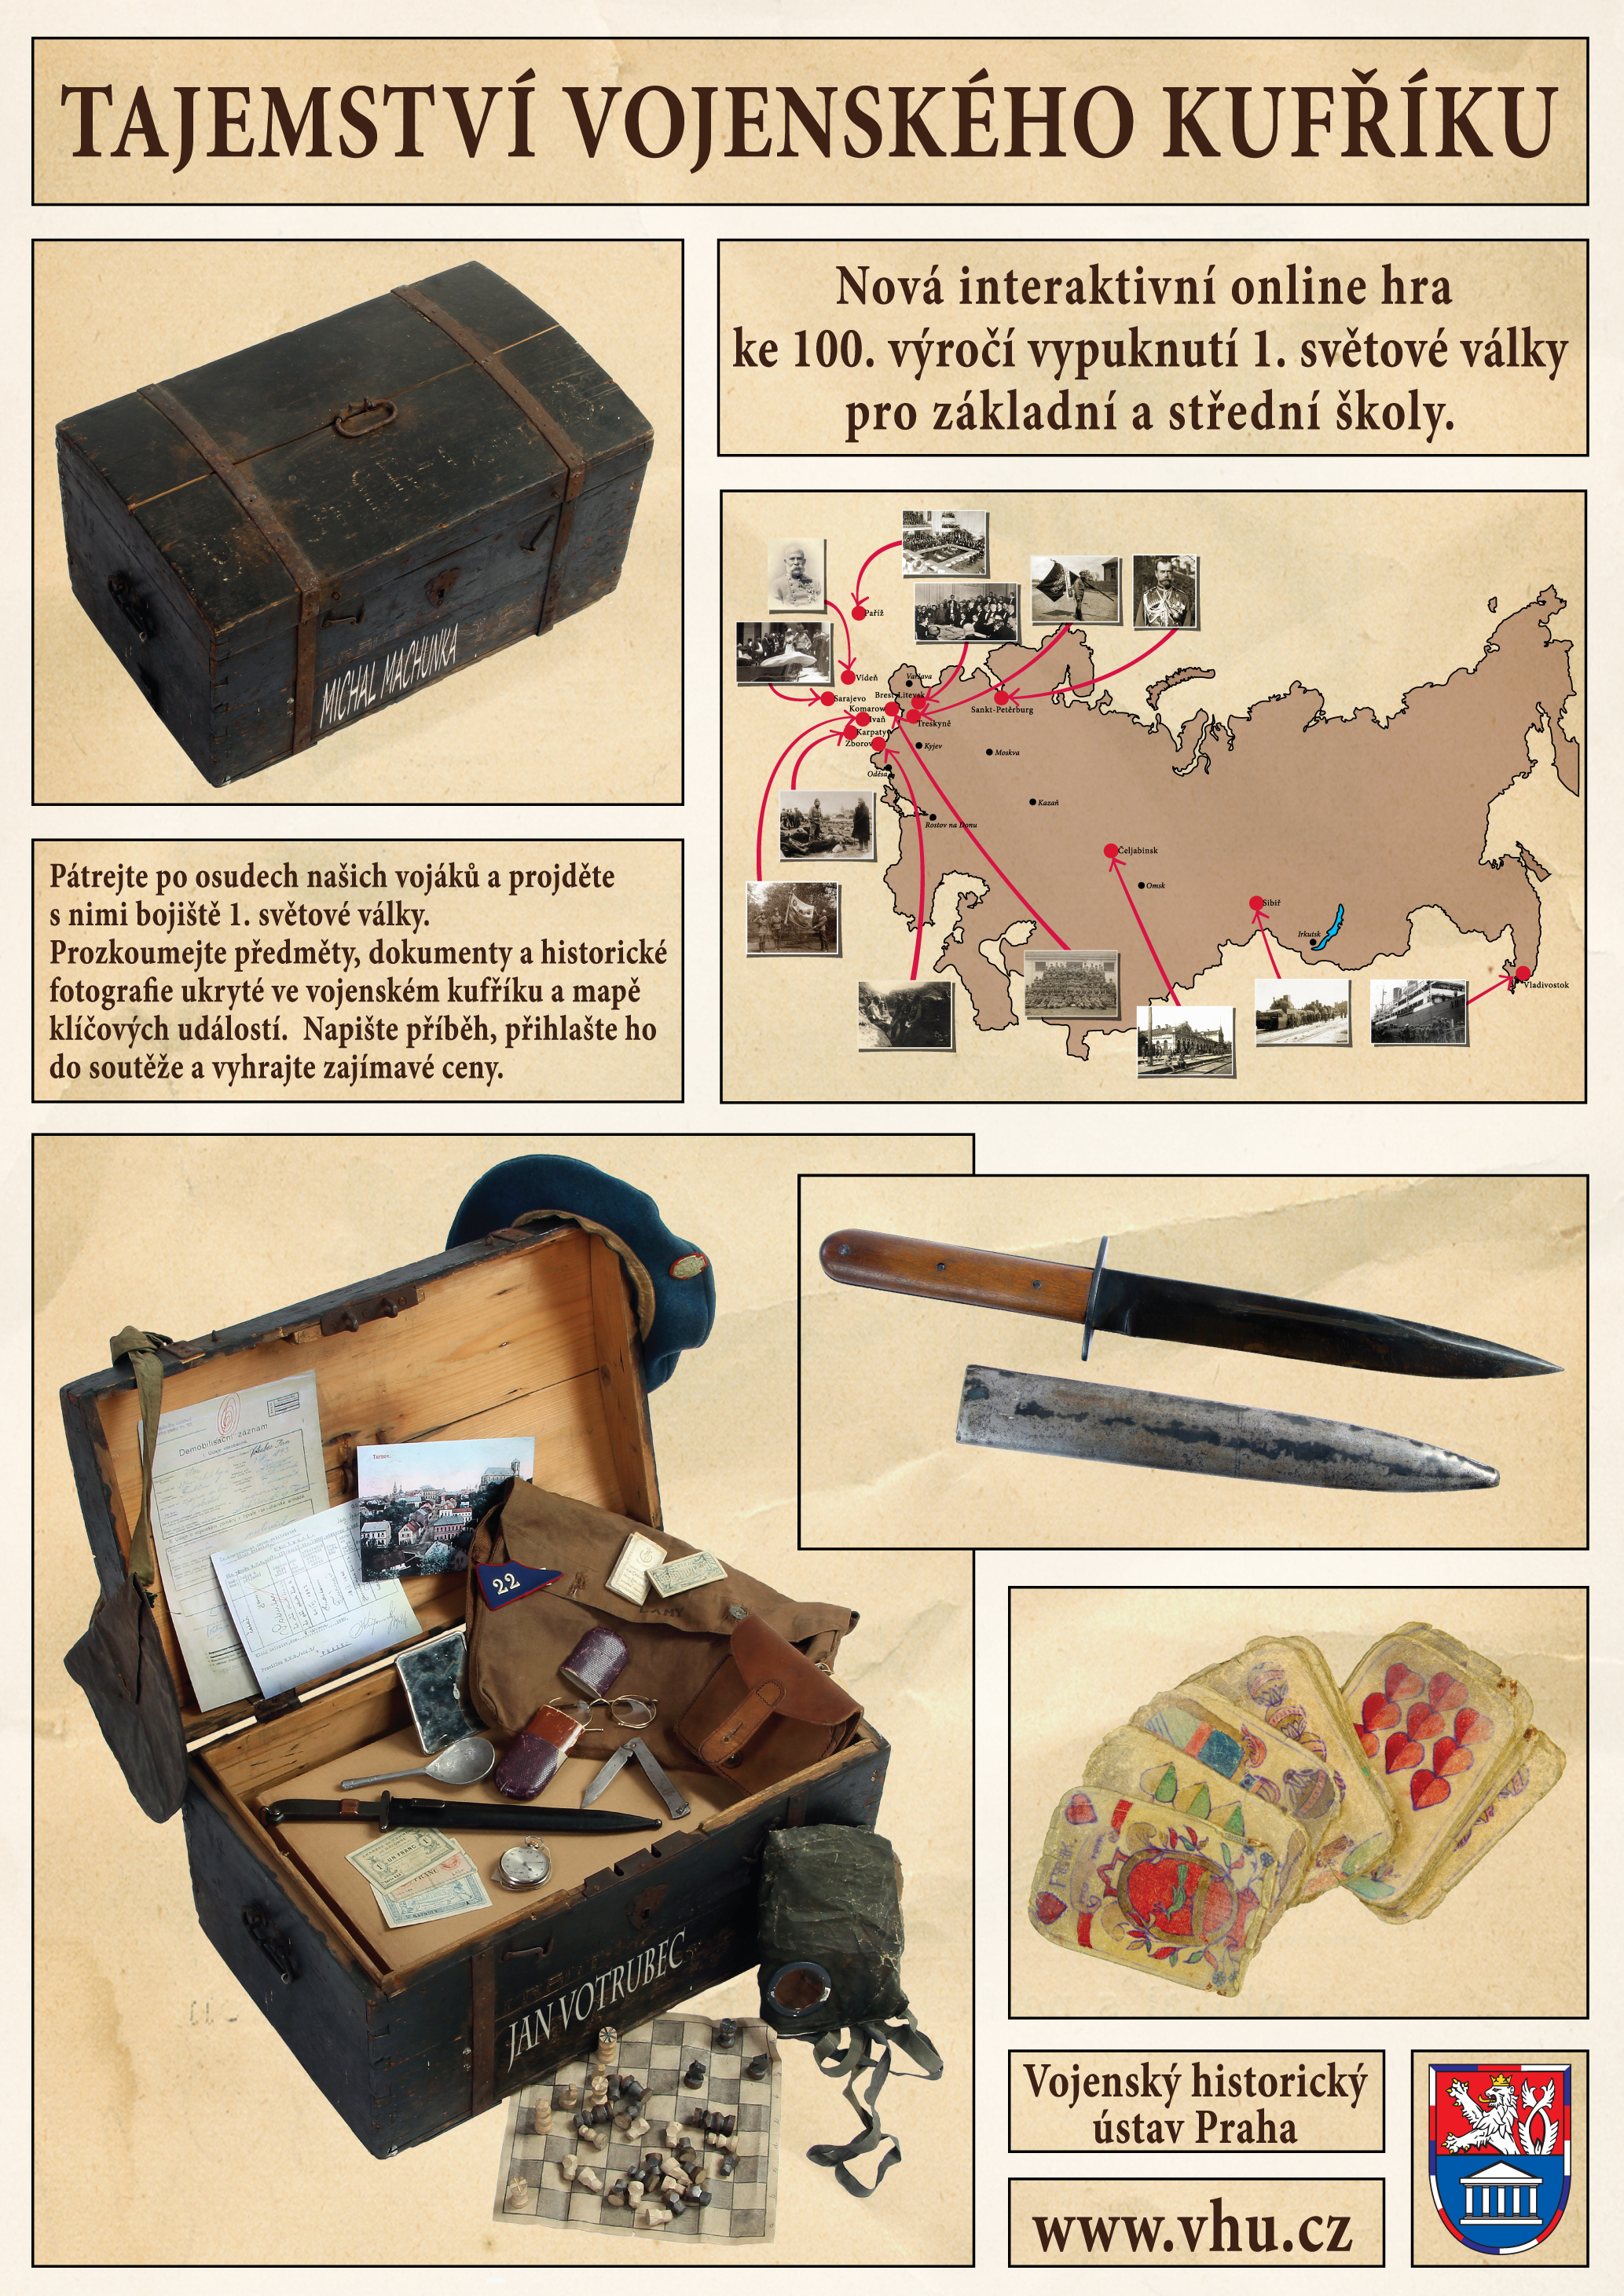 TAJEMSTVÍ VOJENSKÉHO KUFŘÍKU
MICHAL MACHUNKA
Nová interaktivní online hra
ke 100. výročí vypuknutí 1. světové války
pro základní a střední školy.
Paříž
Vídeň
Varšava
Sarajevo
Brest Litevsk
Komarow
Sankt-Petěrburg
Ivaň
Treskyně
Karpaty
Zborov
Kyjev
Moskva
Oděsa
Kazaň
Rostov na Donu
Čeljabinsk
Omsk
Sibiř
Irkutsk
Vladivostok
Pátrejte po osudech našich vojáků a projděte
s nimi bojiště 1. světové války.
Prozkoumejte předměty, dokumenty a historické
fotografie ukryté ve vojenském kufříku a mapě
klíčových událostí. Napište příběh, přihlašte ho
do soutěže a vyhrajte zajímavé ceny.
Demobilisační záznam
22
UN FRANC
JAN VOTRUBEC
Vojenský historický
ústav Praha
www.vhu.cz